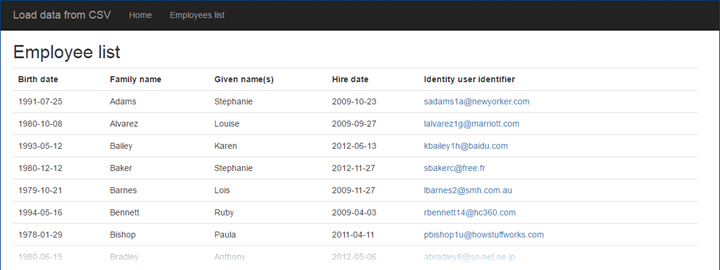 Load data from CSV Home Employees list
Employee list
Birth date Family name Given name(s) Hire date Identity user identifier
1991-07-25 Adams Stephanie 2009-10-23 sadams1a@newyorker.com
1980-10-08 Alvarez Louise 2009-09-27 lalvarez1g@marriott.com
1993-05-12 Bailey Karen 2012-06-13 kbailey1h@baidu.com
1980-12-12 Baker Stephanie 2012-11-27 sbakerc@free.fr
1979-10-21 Barnes Lois 2009-11-27 lbarnes2@smh.com.au
1994-05-16 Bennett Ruby 2009-04-03 rbennett14@hc360.com
1978-01-29 Bishop Paula 2011-04-11 pbishop1u@howstuffworks.com
1980-06-15 Bradley Anthony 2012-05-06 abradley8@so-net.ne.jp